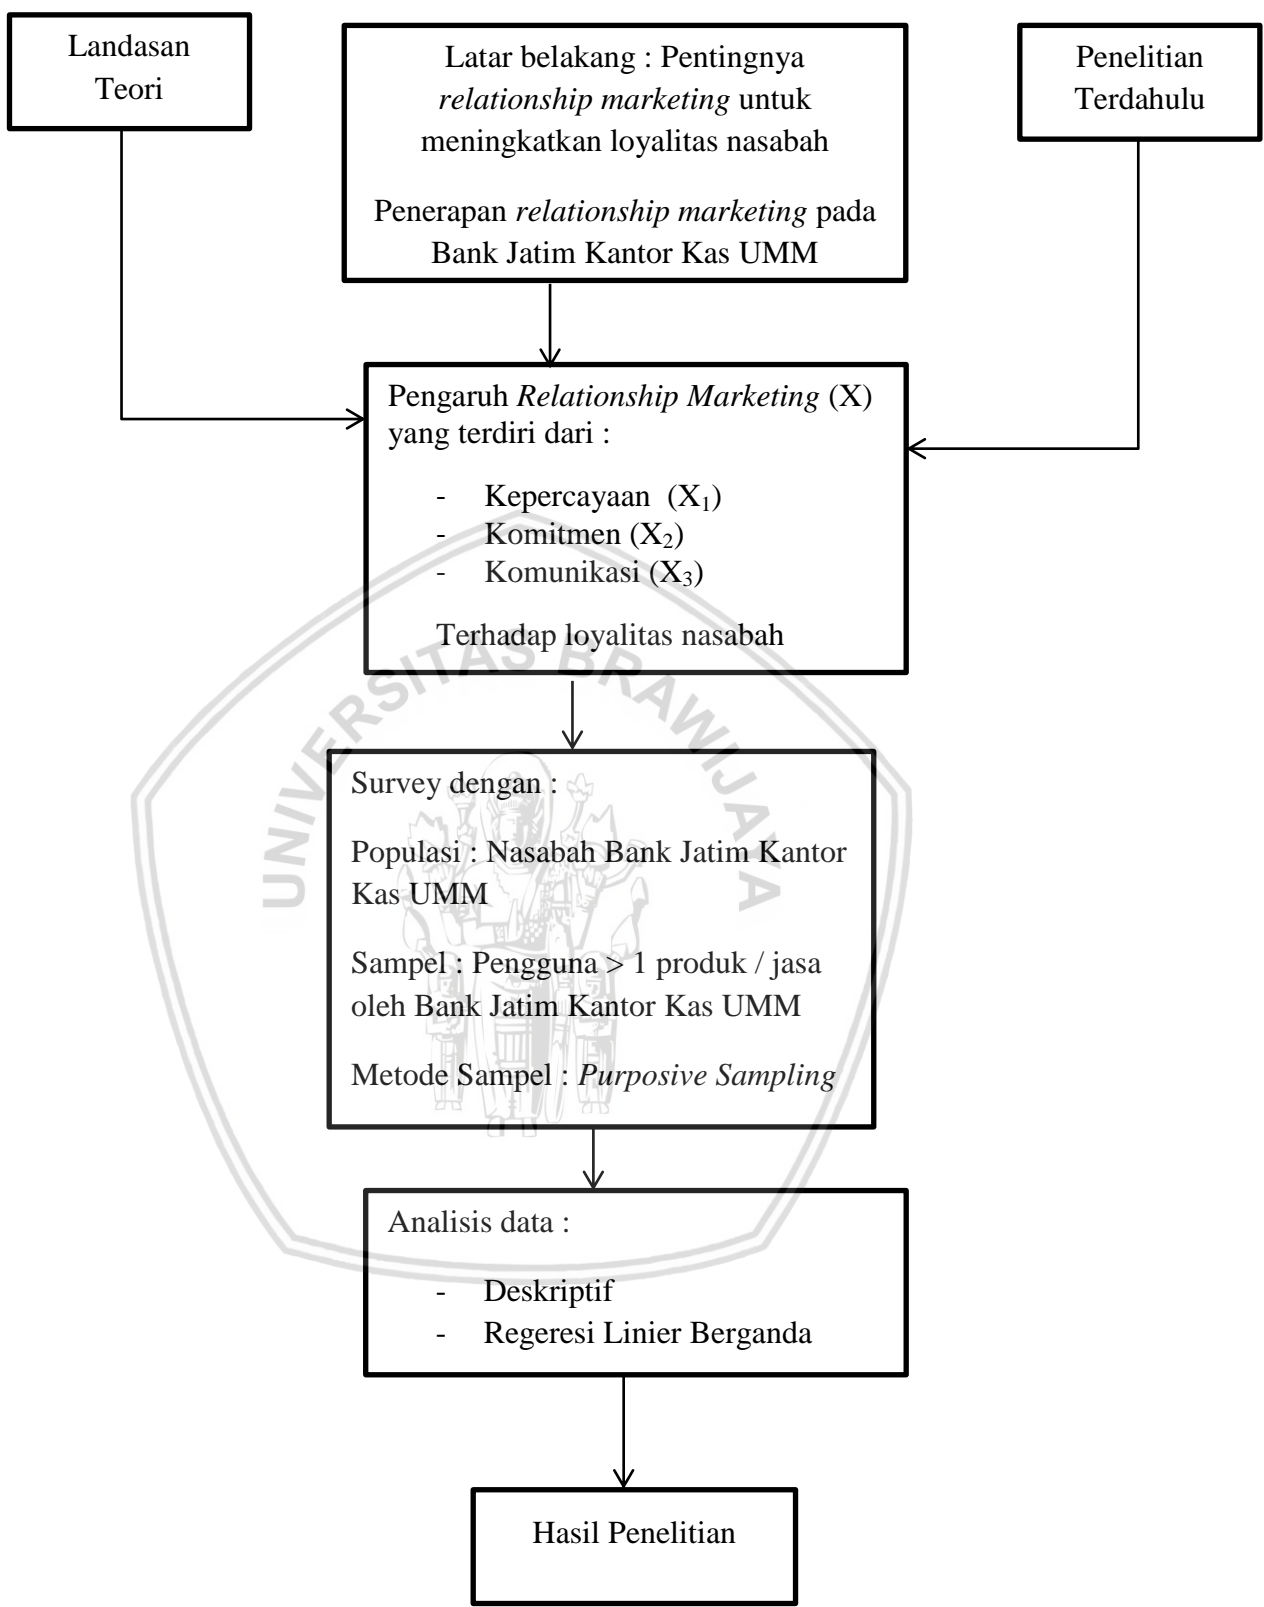 Landasan
Teori
Latar belakang : Pentingnya
relationship marketing untuk
meningkatkan loyalitas nasabah
Penerapan relationship marketing pada
Bank Jatim Kantor Kas UMM
Penelitian
Terdahulu
Pengaruh Relationship Marketing (X)
yang terdiri dari :
- Kepercayaan (X₁)
- Komitmen (X₂)
- Komunikasi (X₃)
Terhadap loyalitas nasabah
UNIVERSITAS BRAWIJAYA
Survey dengan :
Populasi : Nasabah Bank Jatim Kantor
Kas UMM
Sampel : Pengguna > 1 produk / jasa
oleh Bank Jatim Kantor Kas UMM
Metode Sampel : Purposive Sampling
Analisis data :
- Deskriptif
- Regeresi Linier Berganda
Hasil Penelitian